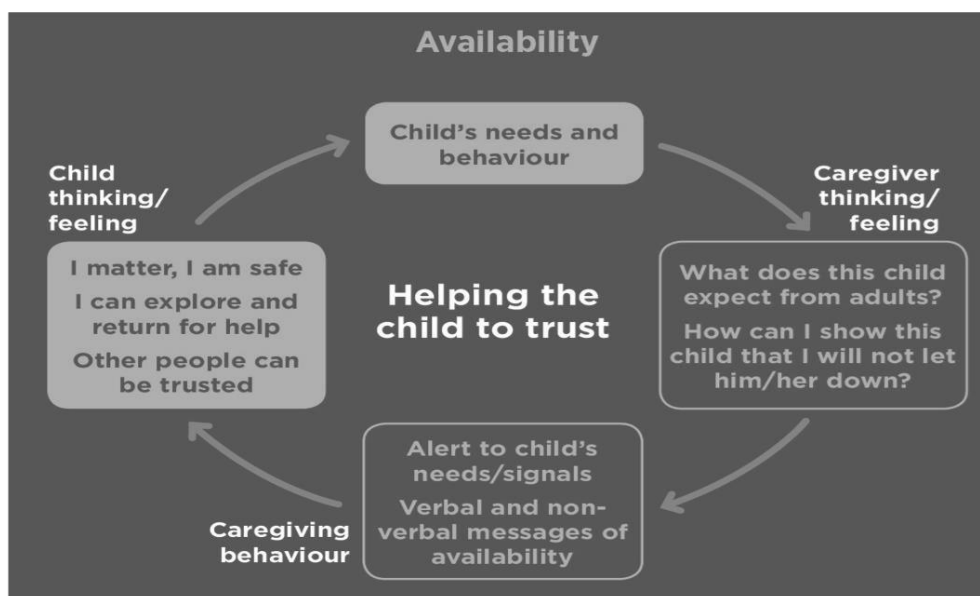 Availability
Child's needs and
behaviour
Caregiver
thinking/
feeling
What does this child
expect from adults?
How can I show this
child that I will not let
him/her down?
Alert to child's
needs/signals
Verbal and non-
verbal messages of
availability
Caregiving
behaviour
Child
thinking/
feeling
I matter, I am safe
I can explore and
return for help
Other people can
be trusted
Helping the
child to trust